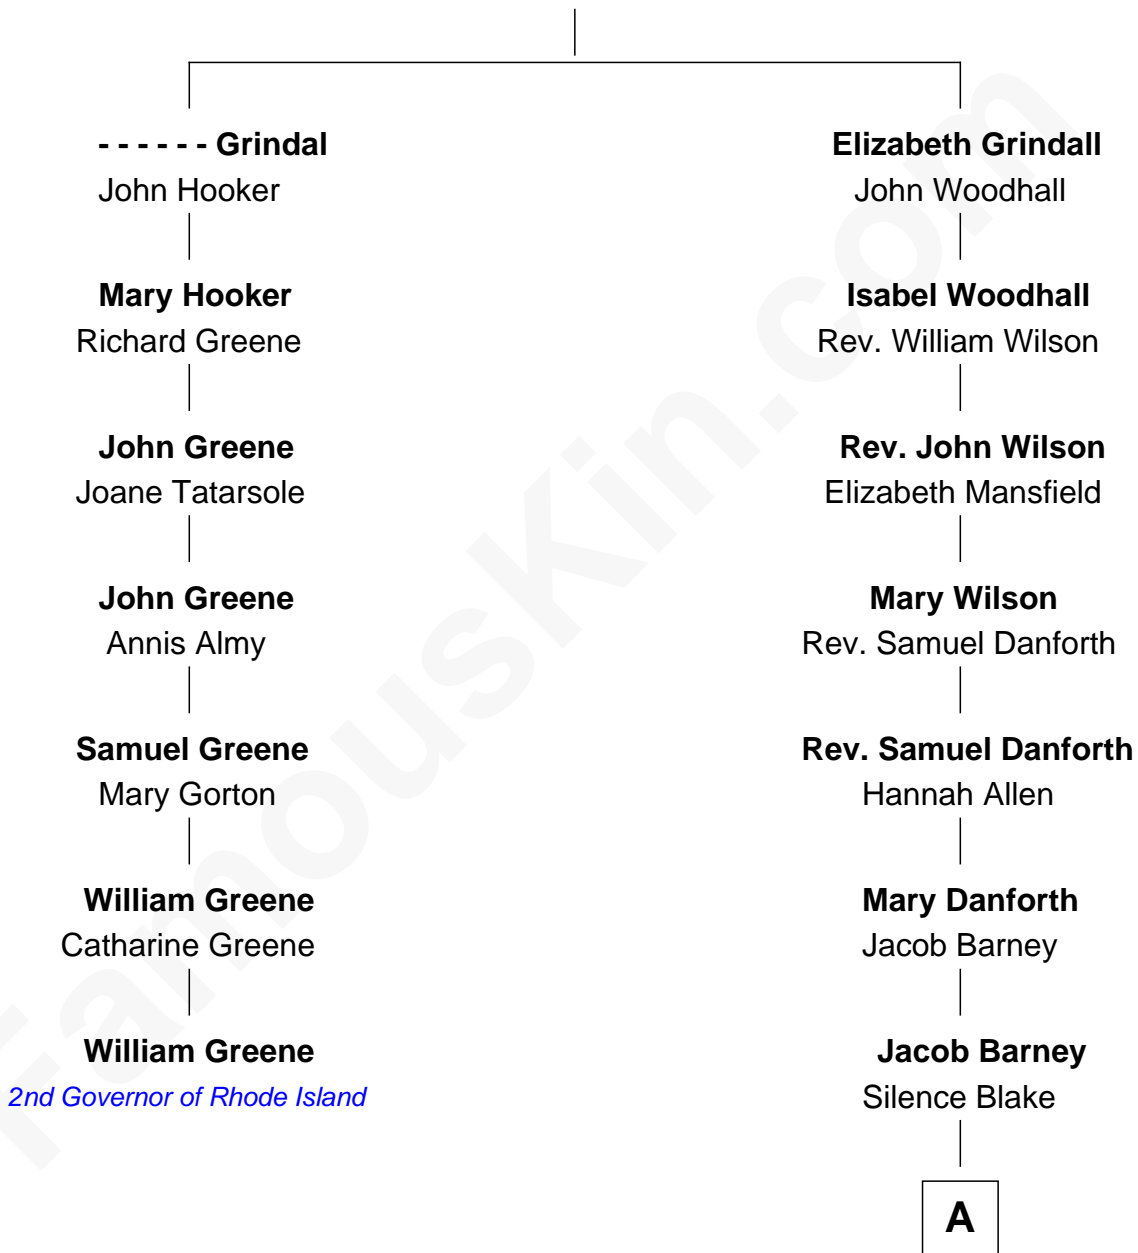 - - - - - - Grindal
John Hooker
Mary Hooker
Richard Greene
John Greene
Joane Tatarsole
John Greene
Annis Almy
Samuel Greene
Mary Gorton
William Greene
Catharine Greene
William Greene
2nd Governor of Rhode Island
Elizabeth Grindall
John Woodhall
Isabel Woodhall
Rev. William Wilson
Rev. John Wilson
Elizabeth Mansfield
Mary Wilson
Rev. Samuel Danforth
Rev. Samuel Danforth
Hannah Allen
Mary Danforth
Jacob Barney
Jacob Barney
Silence Blake
A
FamousKin.com